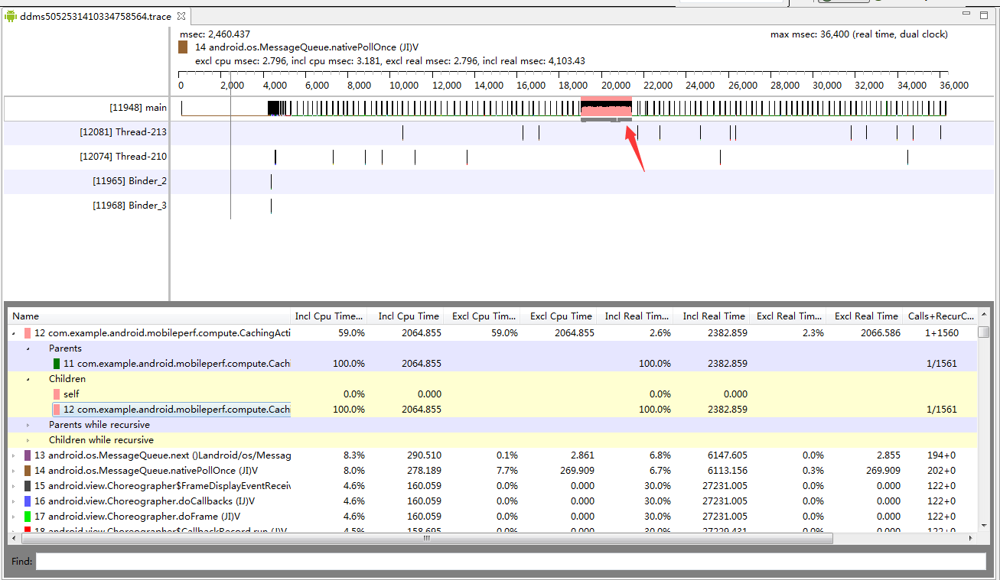 ddms5052531410334758564.trace
msec: 2,460.437 max msec: 36,400 (real time, dual clock)
14 android.os.MessageQueue.nativePollOnce (JI)V
excl cpu msec: 2.796, incl cpu msec: 3.181, excl real msec: 2.796, incl real msec: 4,103.43
0 2,000 4,000 6,000 8,000 10,000 12,000 14,000 16,000 18,000 20,000 22,000 24,000 26,000 28,000 30,000 32,000 34,000 36,000
[11948] main
[12081] Thread-213
[12074] Thread-210
[11965] Binder_2
[11968] Binder_3
Name Incl Cpu Time... Incl Cpu Time Excl Cpu Tim... Excl Cpu Time Incl Real Tim... Incl Real Time Excl Real Tim... Excl Real Time Calls+RecurC...
12 com.example.android.mobileperf.compute.CachingActi 59.0% 2064.855 59.0% 2064.855 2.6% 2382.859 2.3% 2066.586 1+1560
Parents
11 com.example.android.mobileperf.compute.Cach 100.0% 2064.855 100.0% 2382.859 1/1561
Children
self 0.0% 0.000 0.0% 0.000
12 com.example.android.mobileperf.compute.Cachi 100.0% 2064.855 100.0% 2382.859 1/1561
Parents while recursive
Children while recursive
13 android.os.MessageQueue.next ()Landroid/os/Messag 8.3% 290.510 0.1% 2.861 6.8% 6147.605 0.0% 2.855 194+0
14 android.os.MessageQueue.nativePollOnce (JI)V 8.0% 278.189 7.7% 269.909 6.7% 6113.156 0.3% 269.909 202+0
15 android.view.Choreographer$FrameDisplayEventReceiv 4.6% 160.059 0.0% 0.000 30.0% 27231.005 0.0% 0.000 122+0
16 android.view.Choreographer.doCallbacks (IJ)V 4.6% 160.059 0.0% 0.000 30.0% 27231.005 0.0% 0.000 122+0
17 android.view.Choreographer.doFrame (JI)V 4.6% 160.059 0.0% 0.000 30.0% 27231.005 0.0% 0.000 122+0
18 android.view.Choreographer$CallbackRecord.run (J)V 4.5% 158.695 0.0% 0.000 30.0% 27229.431 0.0% 0.000 122+0
Find: